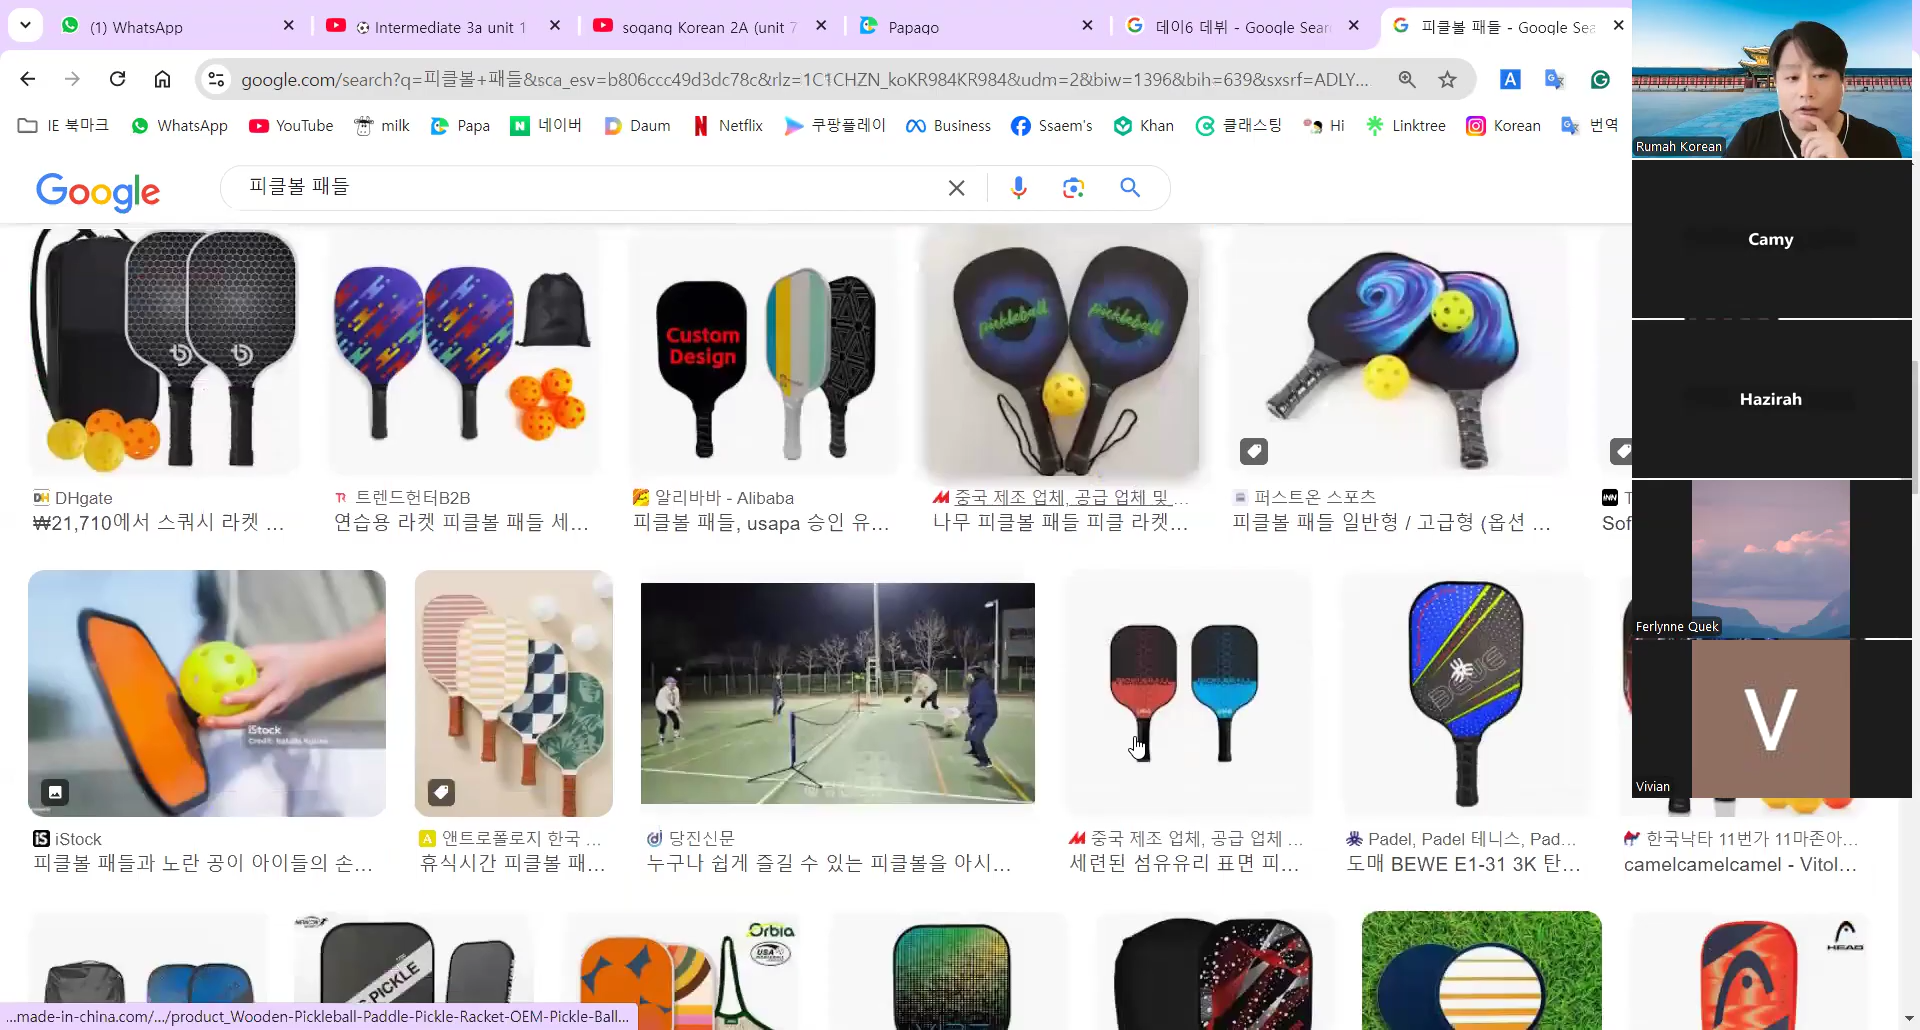 (1) WhatsApp
Intermediate 3a unit 1
sogang Korean 2A (unit 7
Papago
데이6 데뷔 - Google Sear
피클볼 패들 - Google Sea
google.com/search?q=피클볼+패들&sca_esv=b806ccc49d3dc78c&rlz=1C1CHZN_koKR984KR984&udm=2&biw=1396&bih=639&sxsrf=ADLY...
IE 북마크
WhatsApp
YouTube
milk
Papa
네이버
Daum
Netflix
쿠팡플레이
Business
Ssaem's
Khan
클래스팅
Hi
Linktree
Korean
번역
Rumah Korean
Google
피클볼 패들
Camy
Hazirah
Ferlynne Quek
V
Vivian
Custom
Design
pickleball
pickleball
DHgate
₩21,710에서 스쿼시 라켓 ...
트렌드헌터B2B
연습용 라켓 피클볼 패들 세...
알리바바 - Alibaba
피클볼 패들, usapa 승인 유...
중국 제조 업체, 공급 업체 및 ...
나무 피클볼 패들 피클 라켓...
퍼스트온 스포츠
피클볼 패들 일반형 / 고급형 (옵션 ...
INN
T
Sof
iStock
PICKLEBALL
PICKLEBALL
BEWE
iStock
피클볼 패들과 노란 공이 아이들의 손...
앤트로폴로지 한국 ...
휴식시간 피클볼 패...
당진신문
누구나 쉽게 즐길 수 있는 피클볼을 아시...
중국 제조 업체, 공급 업체 ...
세련된 섬유유리 표면 피...
Padel, Padel 테니스, Pad...
도매 BEWE E1-31 3K 탄...
한국낙타 11번가 11마존아...
camelcamelcamel - Vitol...
PICKLE
Orbia
USA
HEAD
...made-in-china.com/.../product_Wooden-Pickleball-Paddle-Pickle-Racket-OEM-Pickle-Ball...